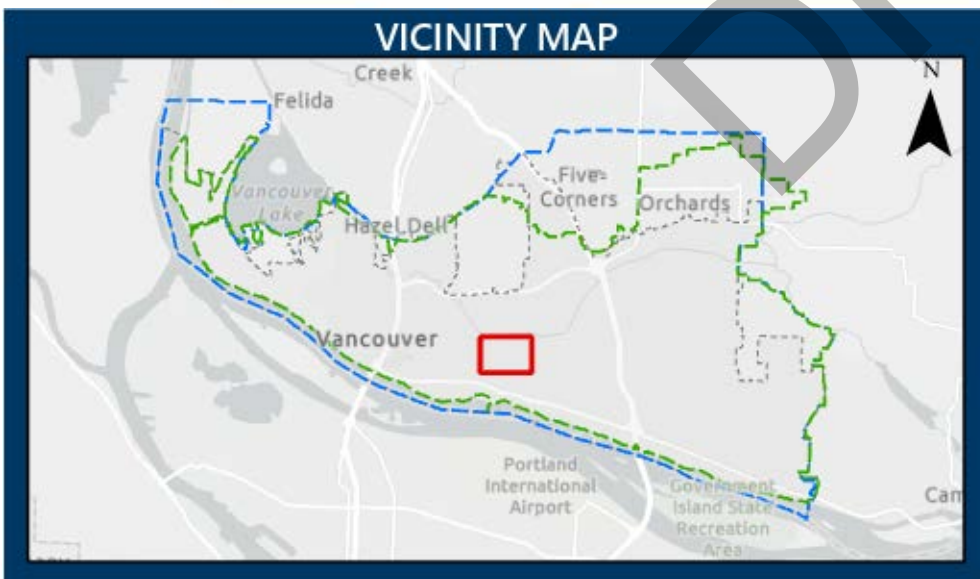 VICINITY MAP
N
Creek
Felida
Five
Corners
Orchards
Vancouver
Lake
Hazel Dell
Vancouver
Portland
International
Airport
Government
Island State
Recreation
Area
Cam